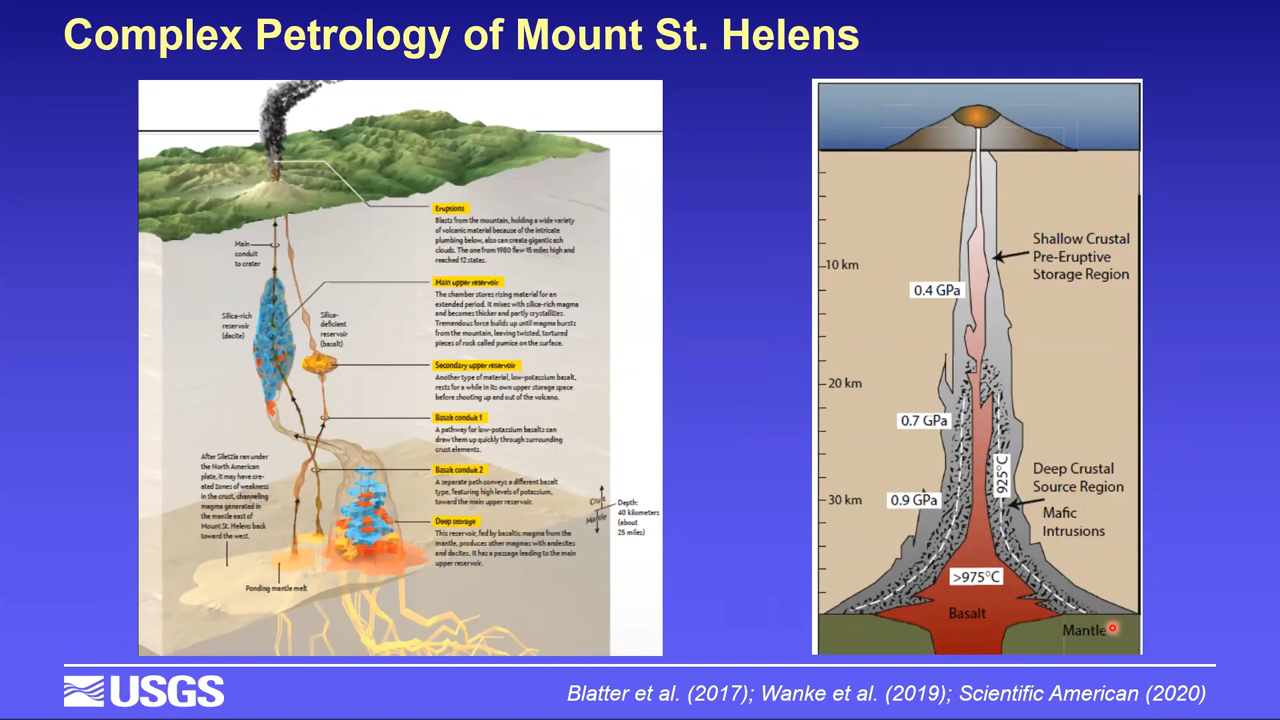 Complex Petrology of Mount St. Helens
Eruptions
Blasts from the mountain, holding a wide variety
of volcanic material because of the intricate
plumbing below, also can create gigantic ash
clouds. The one from 1980 flew 15 miles high and
reached 12 states.
Main
conduit
to crater
Main upper reservoir
The chamber stores rising material for an
extended period. It mixes with silica-rich magma
and becomes thicker and partly crystallizes.
Tremendous force builds up until magma bursts
from the mountain, leaving twisted, tortured
pieces of rock called pumice on the surface.
Silica-rich
reservoir
(dacite)
Silica-
deficient
reservoir
(basalt)
Secondary upper reservoir
Another type of material, low-potassium basalt,
rests for a while in its own upper storage space
before shooting up and out of the volcano.
Basalt conduit 1
A pathway for low-potassium basalts can
draw them up quickly through surrounding
crust elements.
Basalt conduit 2
A separate path conveys a different basalt
type, featuring high levels of potassium,
toward the main upper reservoir.
Deep storage
This reservoir, fed by basaltic magma from the
mantle, produces other magmas with andesites
and dacites. It has a passage leading to the main
upper reservoir.
After Siletzia ran under
the North American
plate, it may have cre-
ated zones of weakness
in the crust, channeling
magma generated in
the mantle east of
Mount St. Helens back
toward the west.
Ponding mantle melt
Crust
Mantle
Depth:
40 kilometers
(about
25 miles)
10 km
0.4 GPa
Shallow Crustal
Pre-Eruptive
Storage Region
20 km
0.7 GPa
30 km
0.9 GPa
925°C
Deep Crustal
Source Region
Mafic
Intrusions
>975°C
Basalt
Mantle
USGS
Blatter et al. (2017); Wanke et al. (2019); Scientific American (2020)